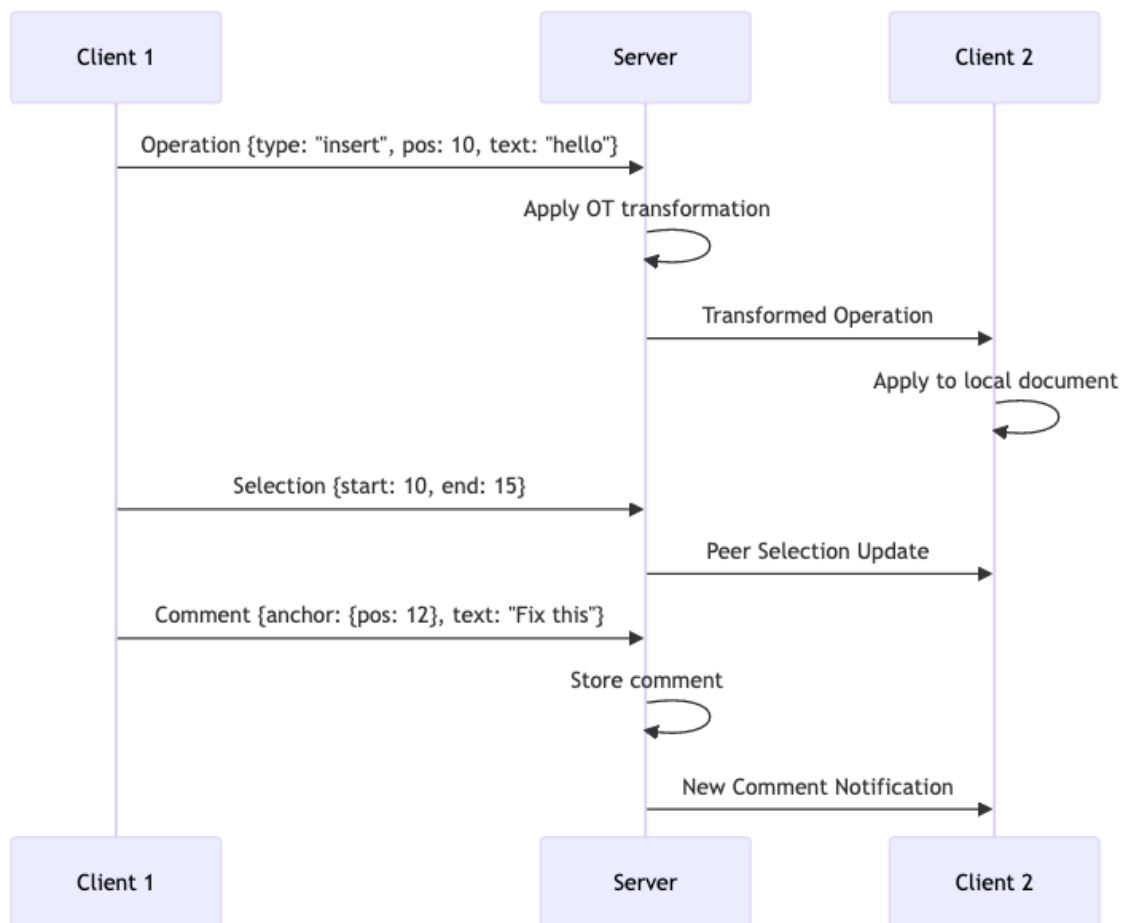 Client 1
Server
Client 2
Operation {type: "insert", pos: 10, text: "hello"}
Apply OT transformation
Transformed Operation
Apply to local document
Selection {start: 10, end: 15}
Peer Selection Update
Comment {anchor: {pos: 12}, text: "Fix this"}
Store comment
New Comment Notification
Client 1
Server
Client 2